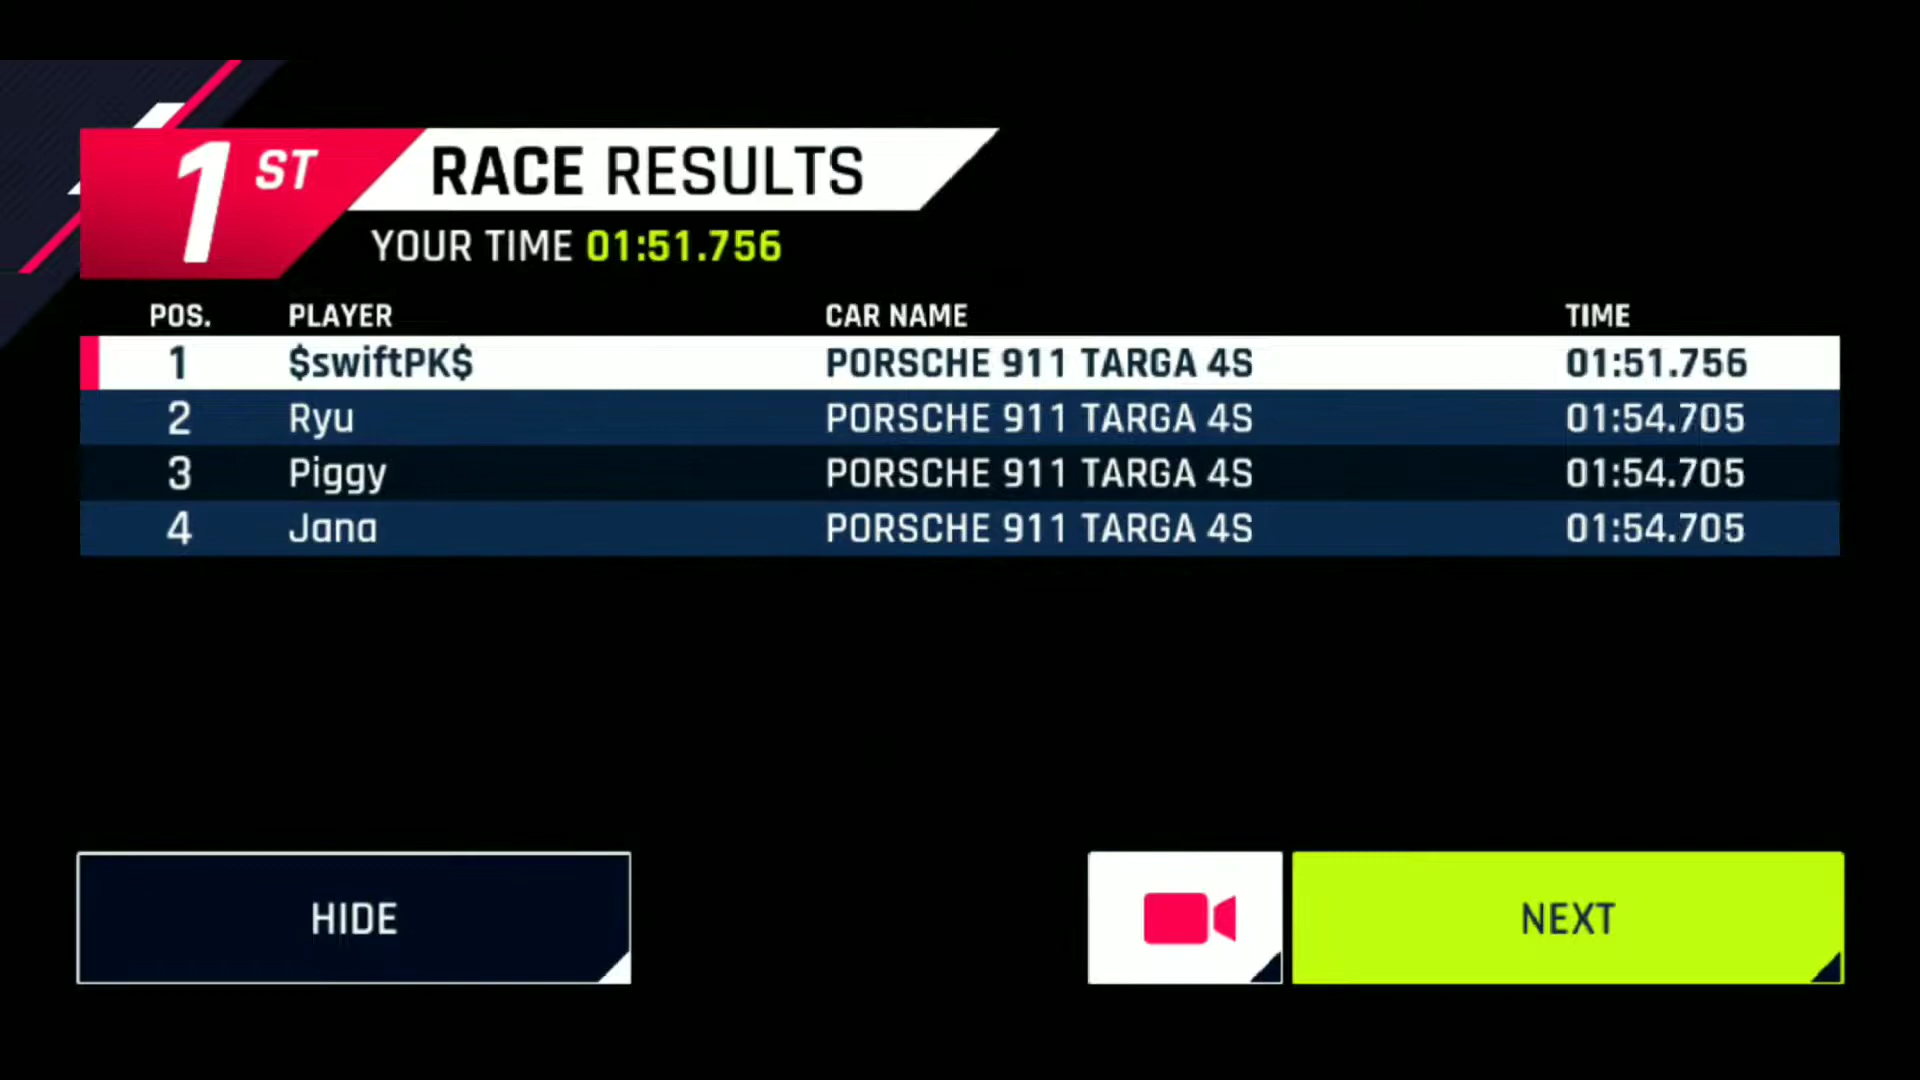 1ST
RACE RESULTS
YOUR TIME 01:51.756
POS. PLAYER CAR NAME TIME
1 $swiftPK$ PORSCHE 911 TARGA 4S 01:51.756
2 Ryu PORSCHE 911 TARGA 4S 01:54.705
3 Piggy PORSCHE 911 TARGA 4S 01:54.705
4 Jana PORSCHE 911 TARGA 4S 01:54.705
HIDE
NEXT